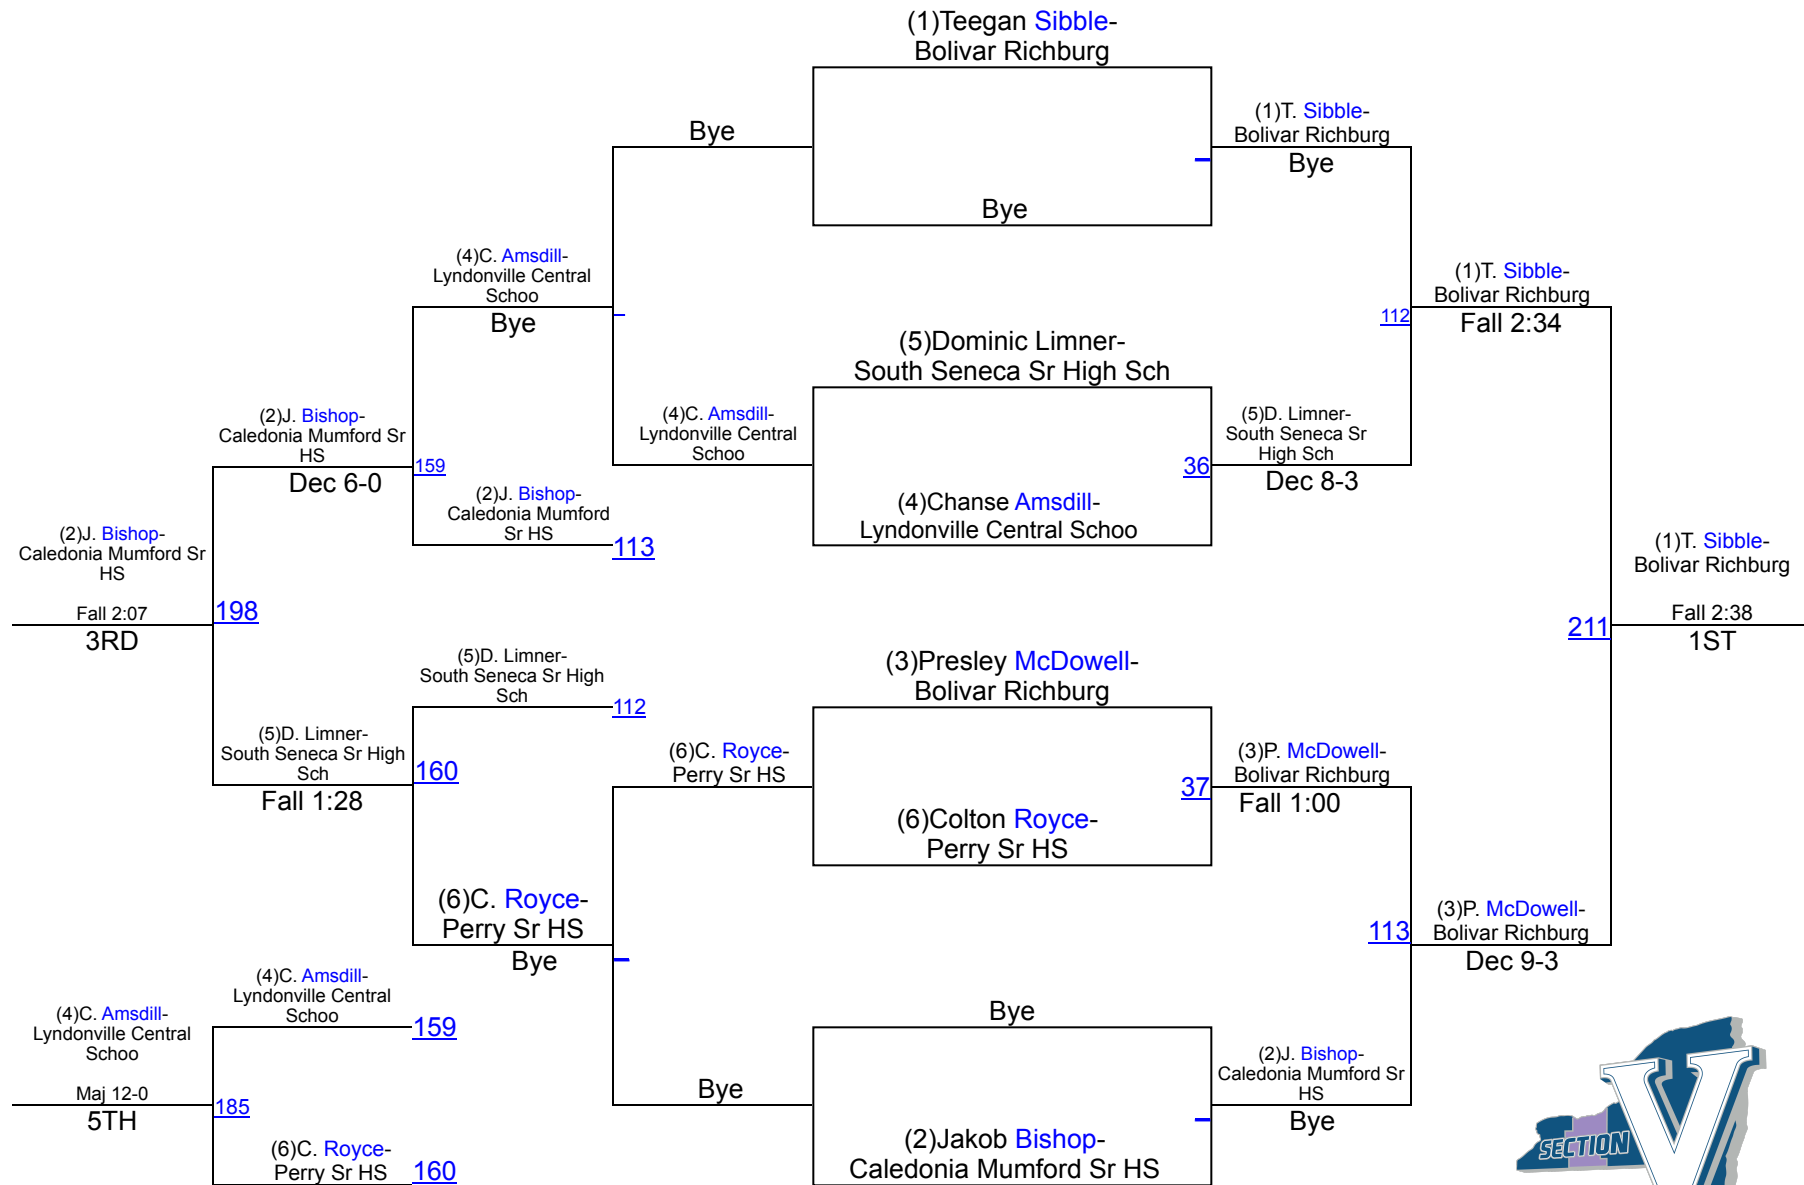 (1)Teegan Sibble-
Bolivar Richburg
Bye
(1)T. Sibble-
Bolivar Richburg
Bye
Bye
(4)C. Amsdill-
Lyndonville Central
Schoo
Bye
(1)T. Sibble-
Bolivar Richburg
Fall 2:34
112
(5)Dominic Limner-
South Seneca Sr High Sch
(2)J. Bishop-
Caledonia Mumford Sr
HS
Dec 6-0
159
(4)C. Amsdill-
Lyndonville Central
Schoo
36
(5)D. Limner-
South Seneca Sr
High Sch
Dec 8-3
(2)J. Bishop-
Caledonia Mumford
Sr HS
113
(4)Chanse Amsdill-
Lyndonville Central Schoo
(2)J. Bishop-
Caledonia Mumford Sr
HS
Fall 2:07
3RD
198
(1)T. Sibble-
Bolivar Richburg
Fall 2:38
1ST
211
(5)D. Limner-
South Seneca Sr High
Sch
112
(3)Presley McDowell-
Bolivar Richburg
(5)D. Limner-
South Seneca Sr High
Sch
Fall 1:28
160
(6)C. Royce-
Perry Sr HS
37
(3)P. McDowell-
Bolivar Richburg
Fall 1:00
(6)Colton Royce-
Perry Sr HS
(6)C. Royce-
Perry Sr HS
Bye
113
(3)P. McDowell-
Bolivar Richburg
Dec 9-3
(4)C. Amsdill-
Lyndonville Central
Schoo
159
(4)C. Amsdill-
Lyndonville Central
Schoo
Maj 12-0
5TH
185
Bye
Bye
(2)J. Bishop-
Caledonia Mumford Sr
HS
Bye
(6)C. Royce-
Perry Sr HS
160
(2)Jakob Bishop-
Caledonia Mumford Sr HS
SECTION
V